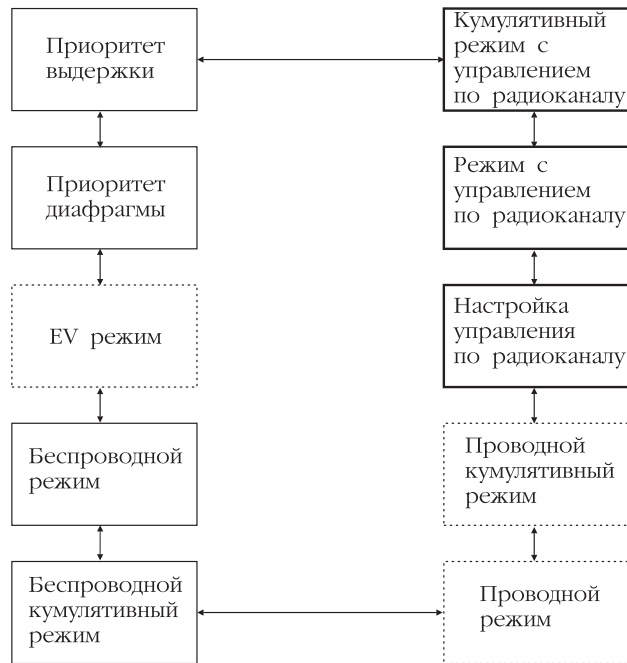 Приоритет
выдержки
Приоритет
диафрагмы
EV режим
Беспроводной
режим
Беспроводной
кумулятивный
режим
Кумулятивный
режим с
управлением
по радиоканалу
Режим с
управлением
по радиоканалу
Настройка
управления
по радиоканалу
Проводной
кумулятивный
режим
Проводной
режим